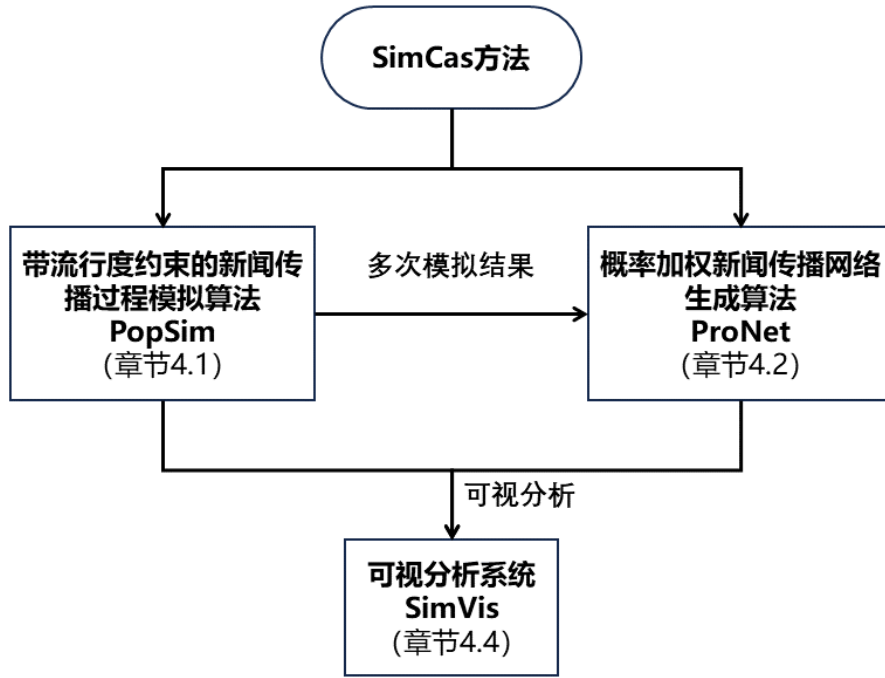 SimCas方法
带流行度约束的新闻传
播过程模拟算法
PopSim
（章节4.1）
多次模拟结果
概率加权新闻传播网络
生成算法
ProNet
（章节4.2）
可视分析
可视分析系统
SimVis
（章节4.4）